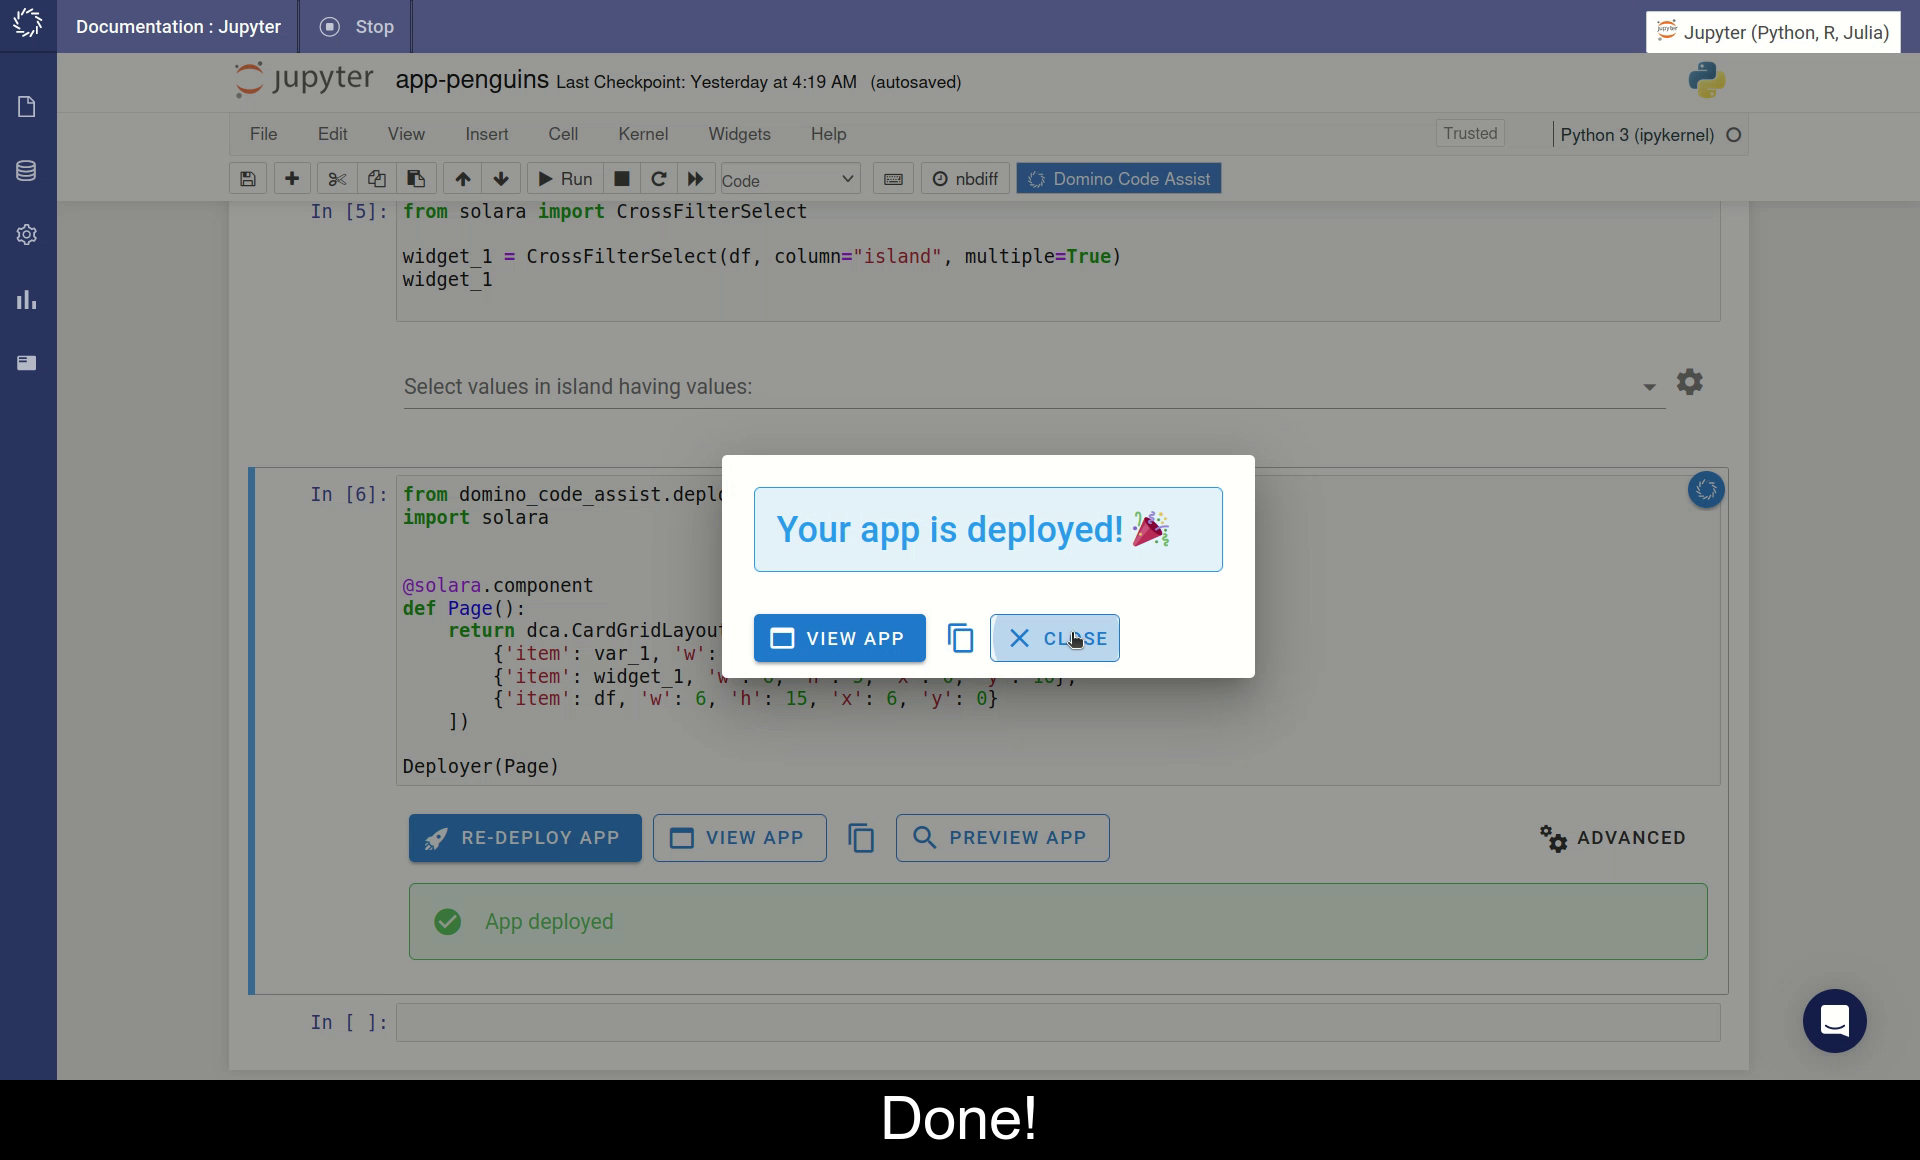 Documentation : Jupyter
Stop
Jupyter (Python, R, Julia)
jupyter app-penguins Last Checkpoint: Yesterday at 4:19 AM (autosaved)
File Edit View Insert Cell Kernel Widgets Help
Trusted
Python 3 (ipykernel)
Run
Code
nbdiff
Domino Code Assist
In [5]: from solara import CrossFilterSelect
widget_1 = CrossFilterSelect(df, column="island", multiple=True)
widget_1
Select values in island having values:
In [6]: from domino_code_assist.deplo
import solara
@solara.component
def Page():
return dca.CardGridLayout
{'item': var_1, 'w':
{'item': widget_1,
{'item': df, 'w': 6, 'h': 15, 'x': 6, 'y': 0}
])
Deployer(Page)
Your app is deployed!
VIEW APP
CLOSE
RE-DEPLOY APP
VIEW APP
PREVIEW APP
ADVANCED
App deployed
In [ ]:
Done!